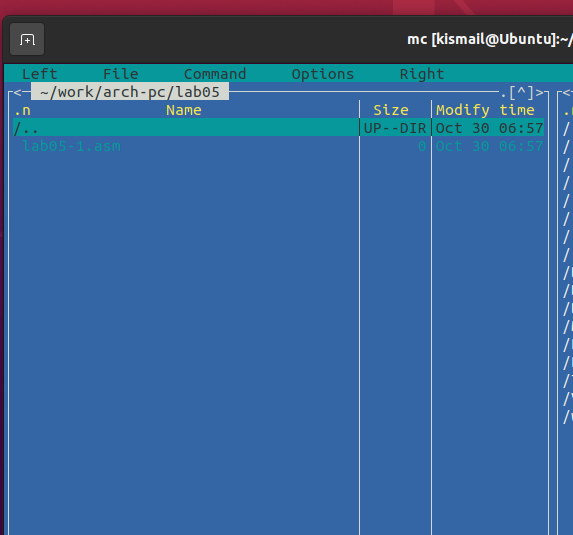 mc [kismail@Ubuntu]:~/
Left File Command Options Right
<- ~/work/arch-pc/lab05 .[^]>
.n Name Size Modify time
/.. UP--DIR Oct 30 06:57
lab05-1.asm 0 Oct 30 06:57